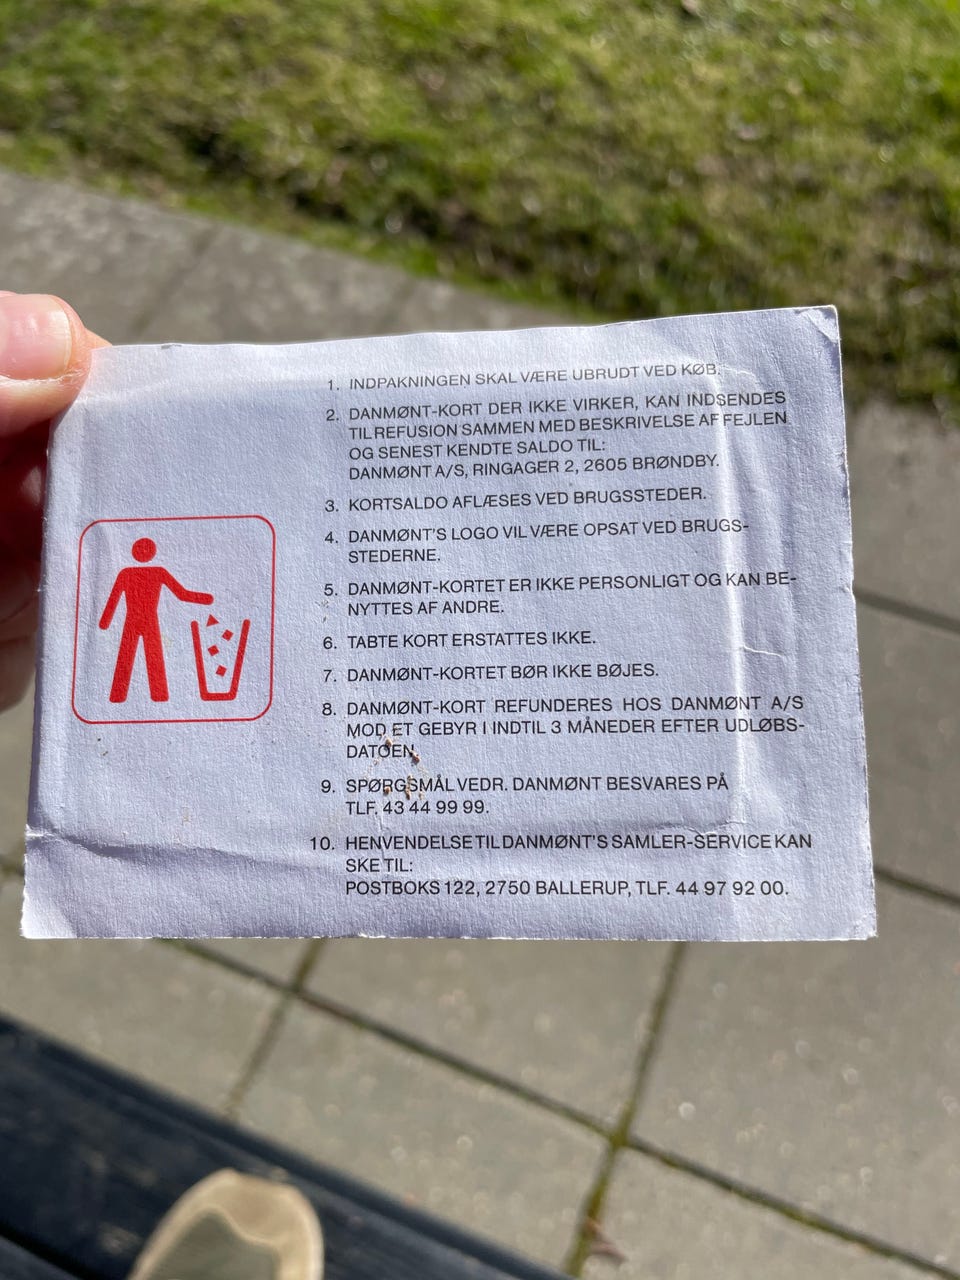 1. INDPAKNINGEN SKAL VÆRE UBRUDT VED KØB.
2. DANMØNT-KORT DER IKKE VIRKER, KAN INDSENDES
TIL REFUSION SAMMEN MED BESKRIVELSE AF FEJLEN
OG SENEST KENDTE SALDO TIL:
DANMØNT A/S, RINGAGER 2, 2605 BRØNDBY.
3. KORTSALDO AFLÆSES VED BRUGSSTEDER.
4. DANMØNT'S LOGO VIL VÆRE OPSAT VED BRUGS-
STEDERNE.
5. DANMØNT-KORTET ER IKKE PERSONLIGT OG KAN BE-
NYTTES AF ANDRE.
6. TABTE KORT ERSTATTES IKKE.
7. DANMØNT-KORTET BØR IKKE BØJES.
8. DANMØNT-KORT REFUNDERES HOS DANMØNT A/S
MOD ET GEBYR I INDTIL 3 MÅNEDER EFTER UDLØBS-
DATOEN.
9. SPØRGSMÅL VEDR. DANMØNT BESVARES PÅ
TLF. 43 44 99 99.
10. HENVENDELSE TIL DANMØNT'S SAMLER-SERVICE KAN
SKE TIL:
POSTBOKS 122, 2750 BALLERUP, TLF. 44 97 92 00.